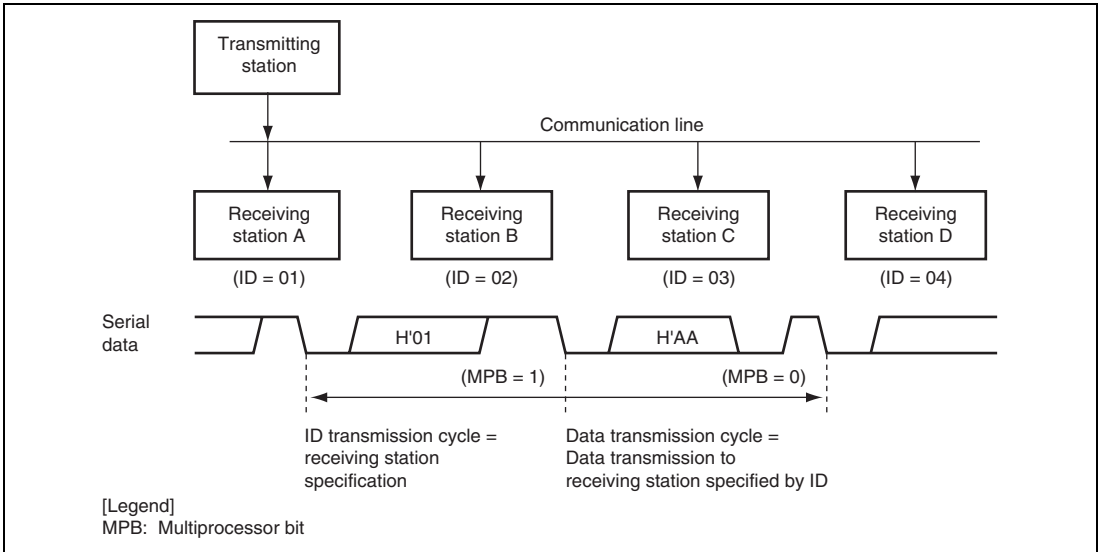 Transmitting
station
Communication line
Receiving
station A
Receiving
station B
Receiving
station C
Receiving
station D
(ID = 01)
(ID = 02)
(ID = 03)
(ID = 04)
Serial
data
H'01
H'AA
(MPB = 1)
(MPB = 0)
ID transmission cycle =
receiving station
specification
Data transmission cycle =
Data transmission to
receiving station specified by ID
[Legend]
MPB: Multiprocessor bit